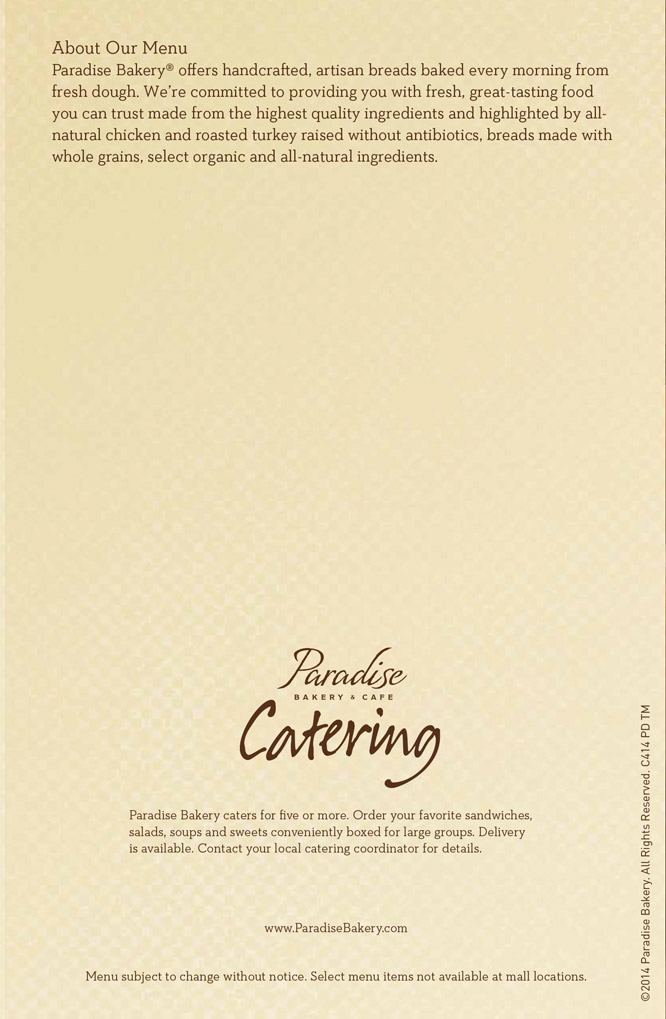 About Our Menu
Paradise Bakery® offers handcrafted, artisan breads baked every morning from
fresh dough. We're committed to providing you with fresh, great-tasting food
you can trust made from the highest quality ingredients and highlighted by all-
natural chicken and roasted turkey raised without antibiotics, breads made with
whole grains, select organic and all-natural ingredients.
Paradise
BAKERY & CAFE
Catering
Paradise Bakery caters for five or more. Order your favorite sandwiches,
salads, soups and sweets conveniently boxed for large groups. Delivery
is available. Contact your local catering coordinator for details.
www.ParadiseBakery.com
Menu subject to change without notice. Select menu items not available at mall locations.
©2014 Paradise Bakery. All Rights Reserved. C414 PD TM